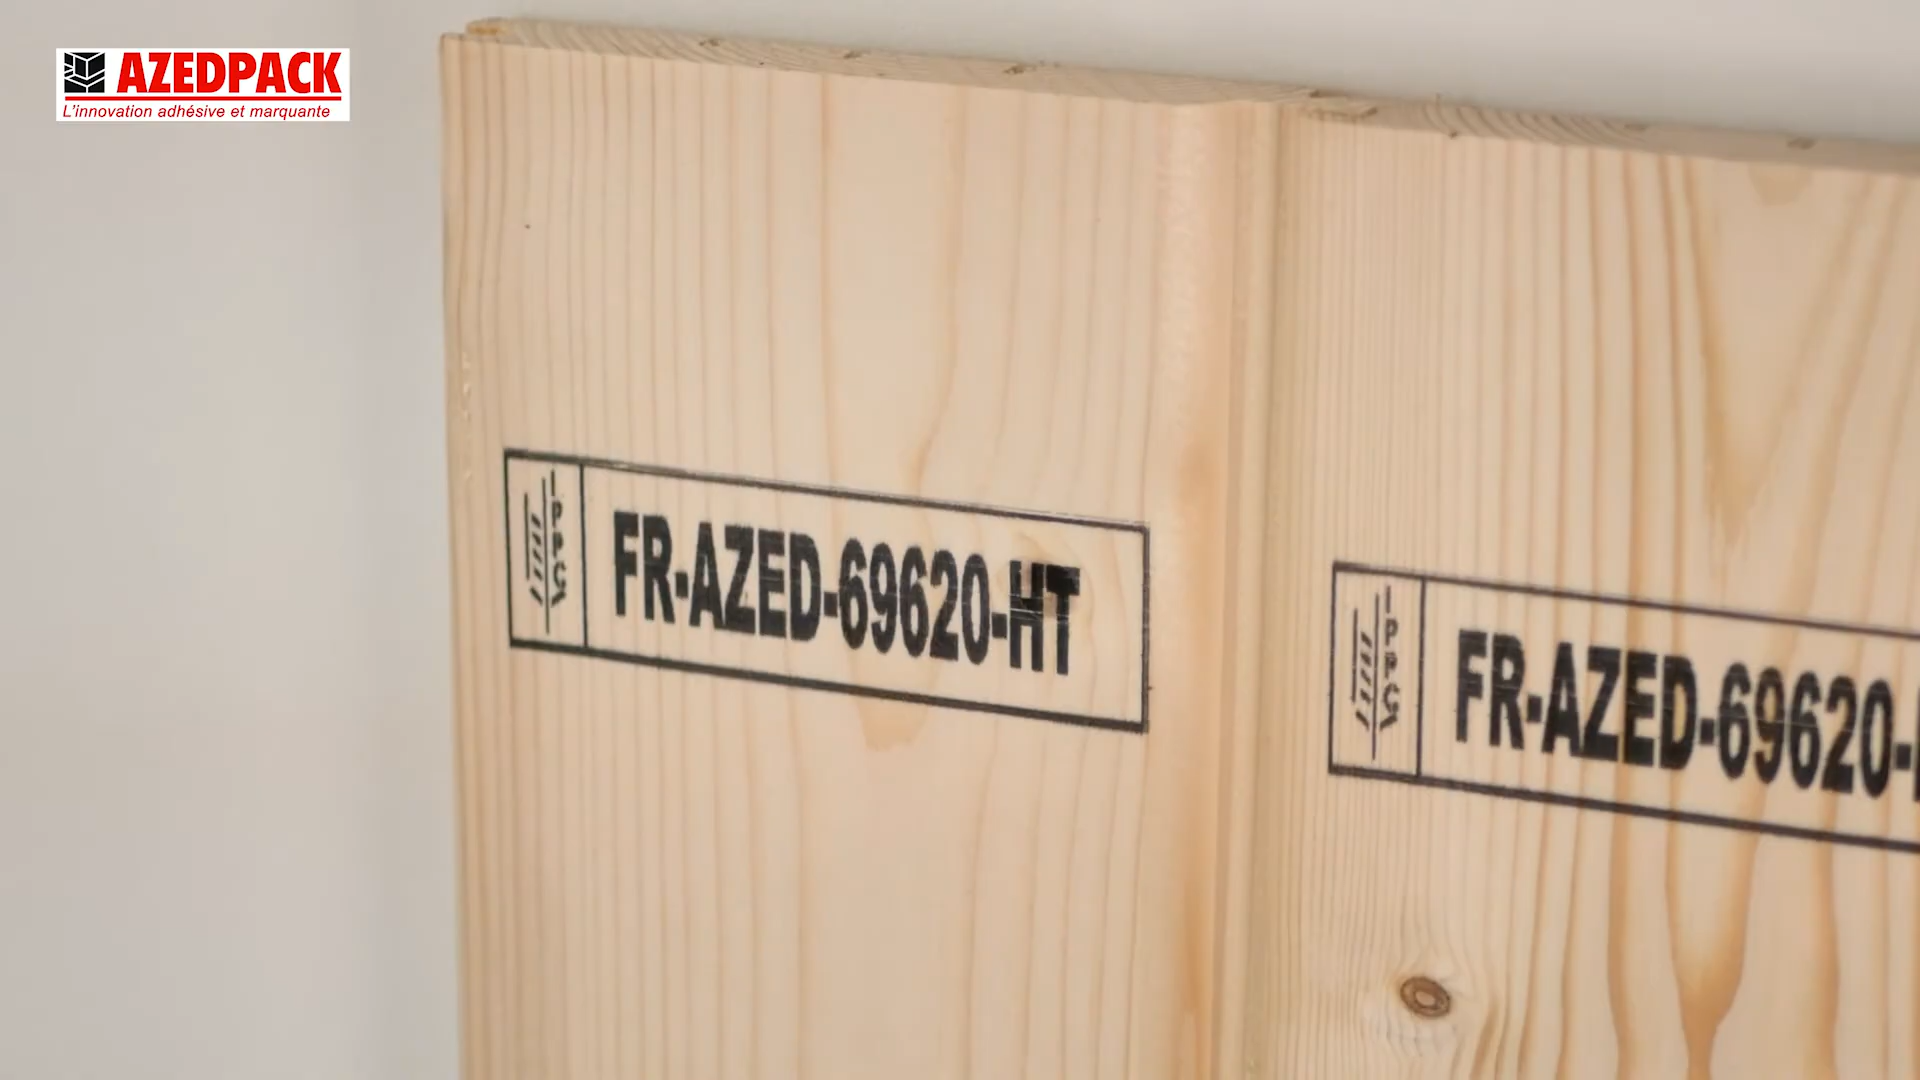 AZEDPACK
L'innovation adhésive et marquante
IPPC
FR-AZED-69620-HT
IPPC
FR-AZED-69620-